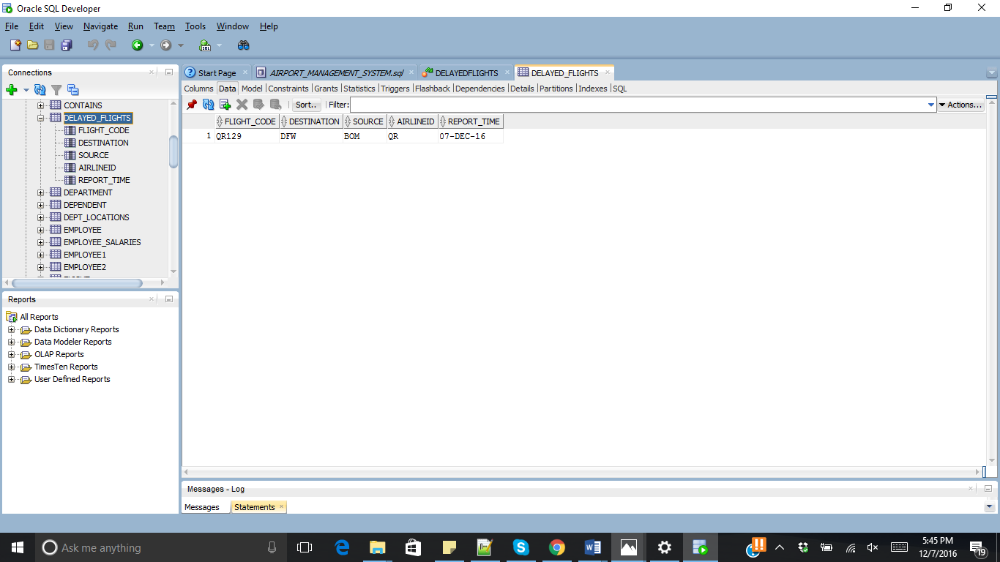 Oracle SQL Developer
File Edit View Navigate Run Team Tools Window Help
Connections
CONTAINS
DELAYED_FLIGHTS
FLIGHT_CODE
DESTINATION
SOURCE
AIRLINEID
REPORT_TIME
DEPARTMENT
DEPENDENT
DEPT_LOCATIONS
EMPLOYEE
EMPLOYEE_SALARIES
EMPLOYEE1
EMPLOYEE2
Reports
All Reports
Data Dictionary Reports
Data Modeler Reports
OLAP Reports
TimesTen Reports
User Defined Reports
Start Page AIRPORT_MANAGEMENT_SYSTEM.sql DELAYEDFLIGHTS DELAYED_FLIGHTS
Columns Data Model Constraints Grants Statistics Triggers Flashback Dependencies Details Partitions Indexes SQL
Sort.. Filter: Actions...
FLIGHT_CODE DESTINATION SOURCE AIRLINEID REPORT_TIME
1 QR129 DFW BOM QR 07-DEC-16
Messages - Log
Messages Statements
Ask me anything
5:45 PM
12/7/2016
19